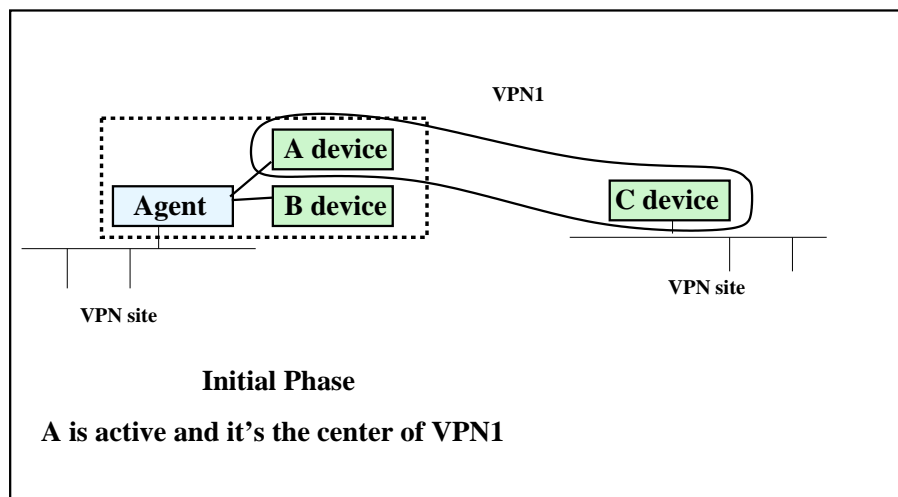 VPN1
A device
Agent
B device
C device
VPN site
VPN site
Initial Phase
A is active and it's the center of VPN1